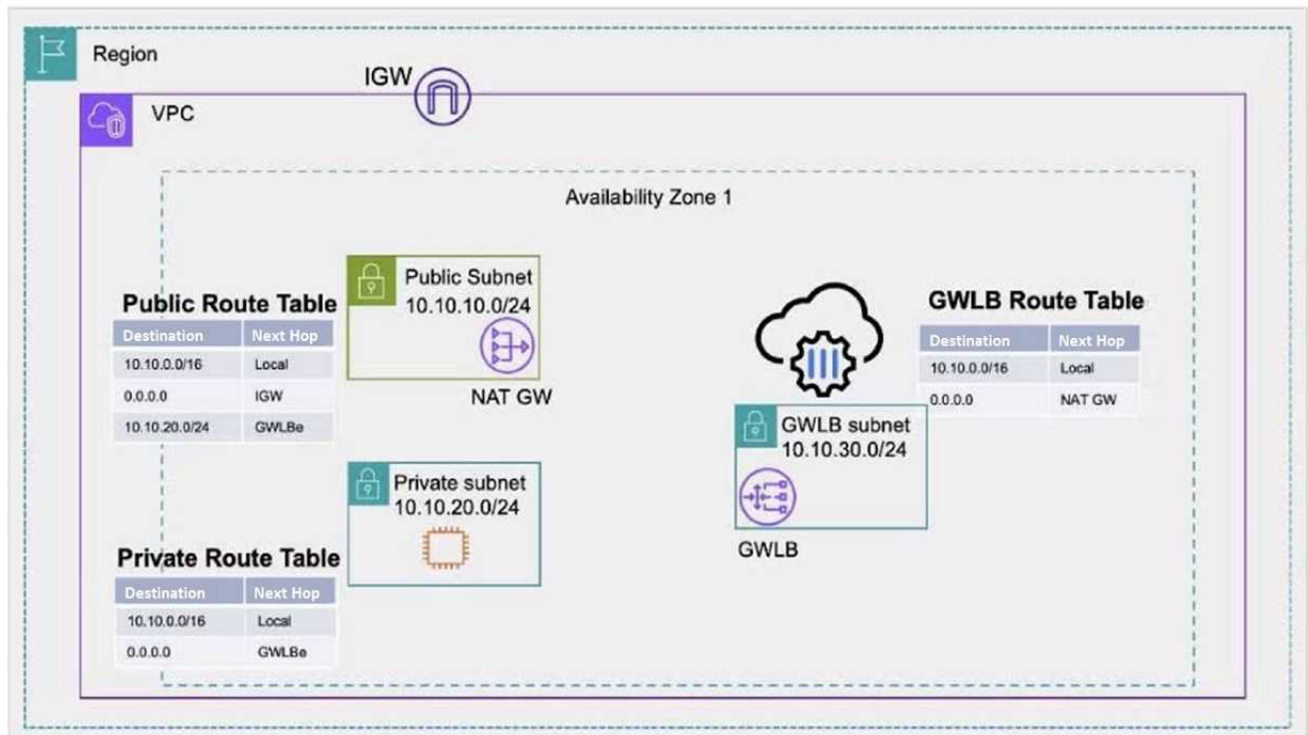 Region
IGW
VPC
Availability Zone 1
Public Subnet
10.10.10.0/24
NAT GW
Public Route Table
Destination Next Hop
10.10.0.0/16 Local
0.0.0.0 IGW
10.10.20.0/24 GWLBe
GWLB Route Table
Destination Next Hop
10.10.0.0/16 Local
0.0.0.0 NAT GW
GWLB subnet
10.10.30.0/24
GWLB
Private subnet
10.10.20.0/24
Private Route Table
Destination Next Hop
10.10.0.0/16 Local
0.0.0.0 GWLBe